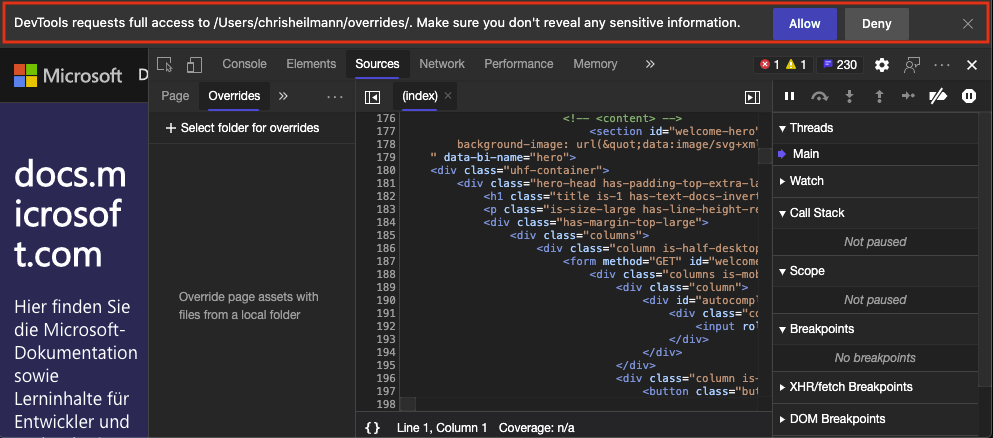 DevTools requests full access to /Users/chrisheilmann/overrides/. Make sure you don't reveal any sensitive information.
Allow
Deny
Microsoft
D
docs.m
icrosof
t.com
Hier finden Sie
die Microsoft-
Dokumentation
sowie
Lerninhalte für
Entwickler und
Console
Elements
Sources
Network
Performance
Memory
1
1
230
Page
Overrides
+ Select folder for overrides
Override page assets with
files from a local folder
(index)
176 <!-- <content> -->
177 <section id="welcome-hero"
178 background-image: url(&quot;data:image/svg+xml
179 " data-bi-name="hero">
180 <div class="uhf-container">
181 <div class="hero-head has-padding-top-extra-la
182 <h1 class="title is-1 has-text-docs-invert
183 <p class="is-size-large has-line-height-re
184 <div class="has-margin-top-large">
185 <div class="columns">
186 <div class="column is-half-desktop
187 <form method="GET" id="welcome
188 <div class="columns is-mob
189 <div class="column">
190 <div id="autocompl
191 <div class="co
192 <input rol
193 </div>
194 </div>
195 </div>
196 <div class="column is-
197 <button class="but
198
{} Line 1, Column 1 Coverage: n/a
Threads
Main
Watch
Call Stack
Not paused
Scope
Not paused
Breakpoints
No breakpoints
XHR/fetch Breakpoints
DOM Breakpoints